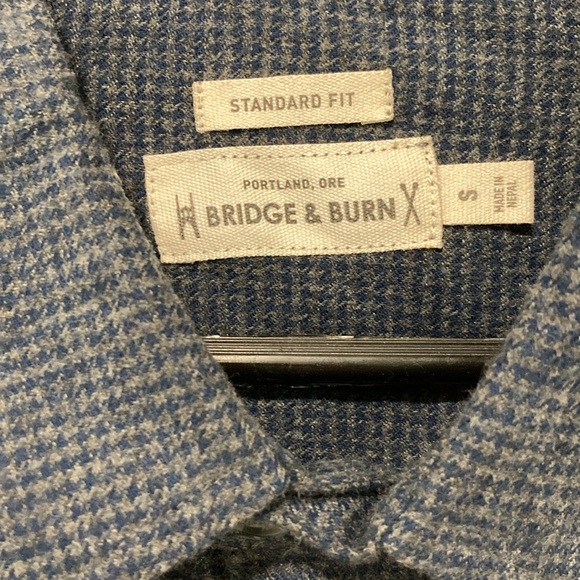 STANDARD FIT
PORTLAND, ORE
BRIDGE & BURN
S
MADE IN
NEPAL